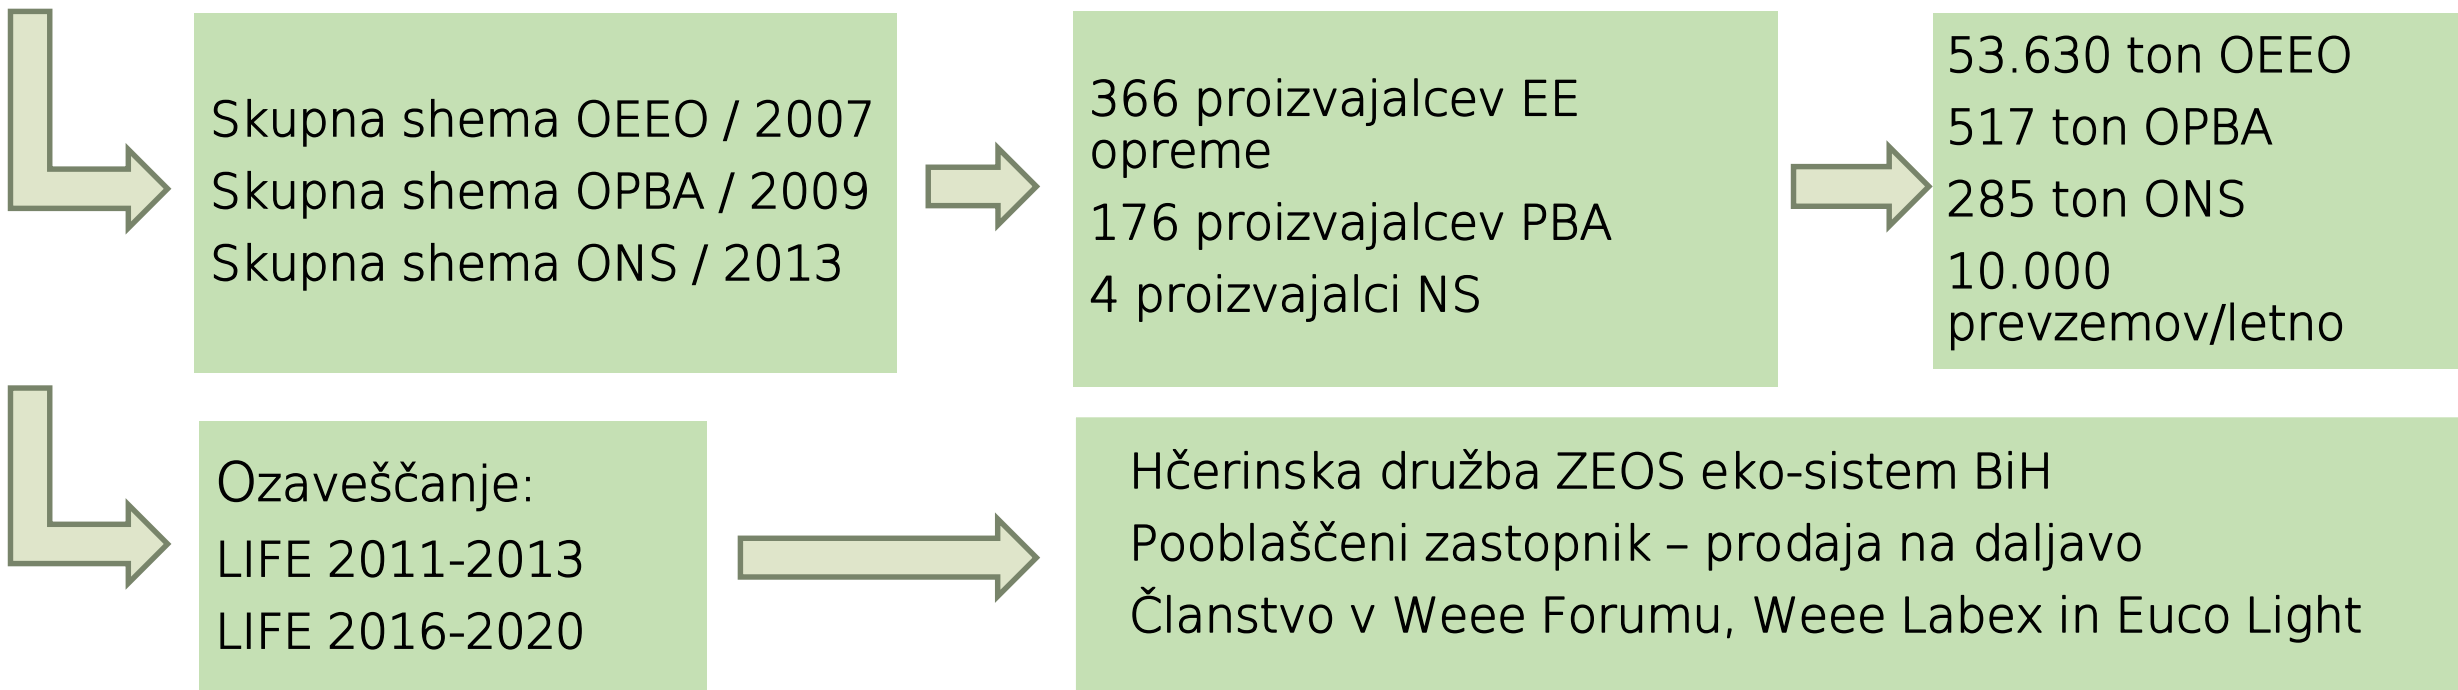 Skupna shema OEEO / 2007
Skupna shema OPBA / 2009
Skupna shema ONS / 2013
366 proizvajalcev EE
opreme
176 proizvajalcev PBA
4 proizvajalci NS
53.630 ton OEEO
517 ton OPBA
285 ton ONS
10.000
prevzemov/letno
Ozaveščanje:
LIFE 2011-2013
LIFE 2016-2020
Hčerinska družba ZEOS eko-sistem BiH
Pooblaščeni zastopnik – prodaja na daljavo
Članstvo v Weee Forumu, Weee Labex in Euco Light